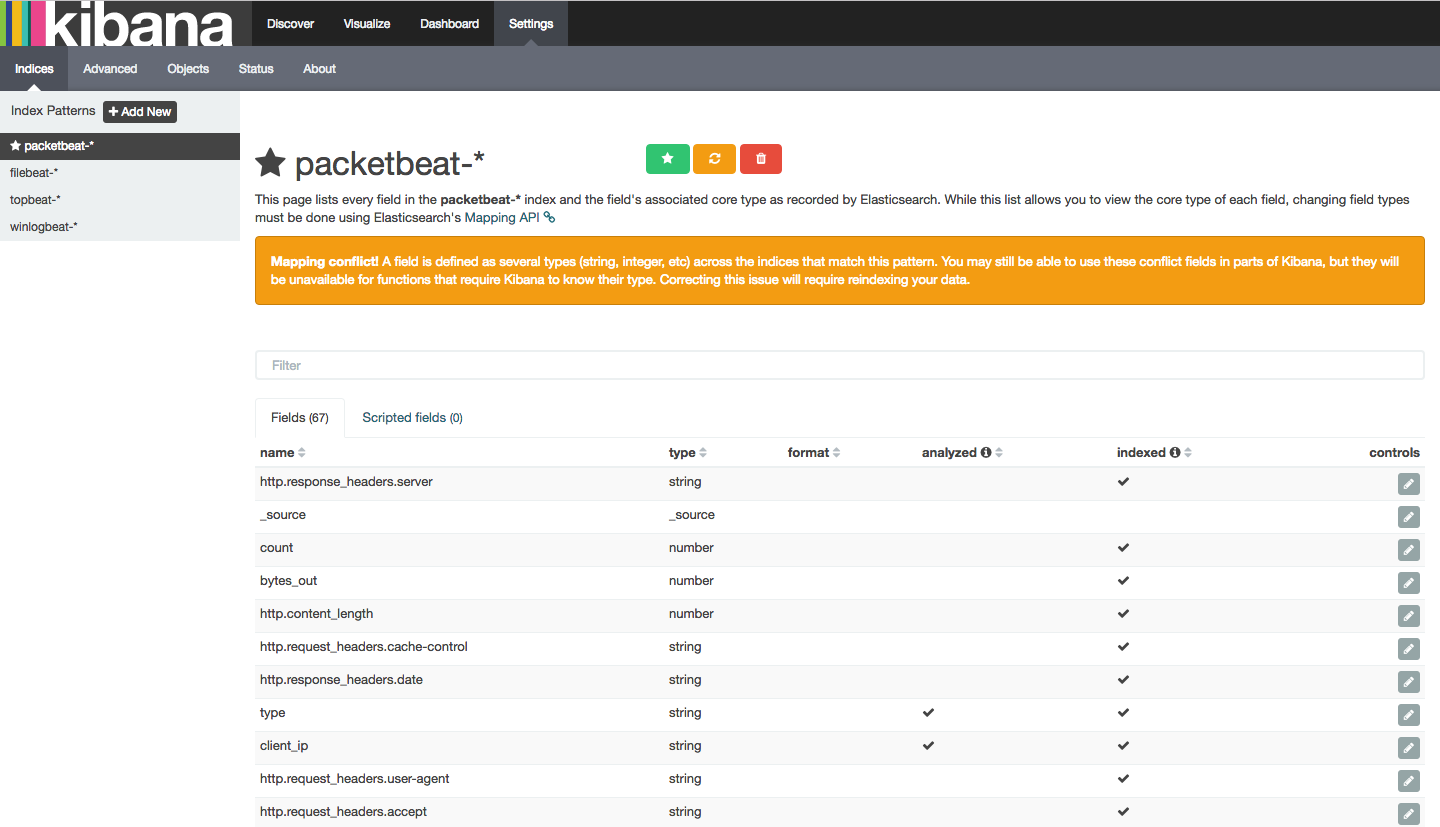 kibana
Discover Visualize Dashboard Settings
Indices Advanced Objects Status About
Index Patterns Add New
packetbeat-*
filebeat-*
topbeat-*
winlogbeat-*
packetbeat-*
This page lists every field in the packetbeat-* index and the field's associated core type as recorded by Elasticsearch. While this list allows you to view the core type of each field, changing field types
must be done using Elasticsearch's Mapping API
Mapping conflict! A field is defined as several types (string, integer, etc) across the indices that match this pattern. You may still be able to use these conflict fields in parts of Kibana, but they will
be unavailable for functions that require Kibana to know their type. Correcting this issue will require reindexing your data.
Filter
Fields (67) Scripted fields (0)
name type format analyzed indexed controls
http.response_headers.server string
_source _source
count number
bytes_out number
http.content_length number
http.request_headers.cache-control string
http.response_headers.date string
type string
client_ip string
http.request_headers.user-agent string
http.request_headers.accept string